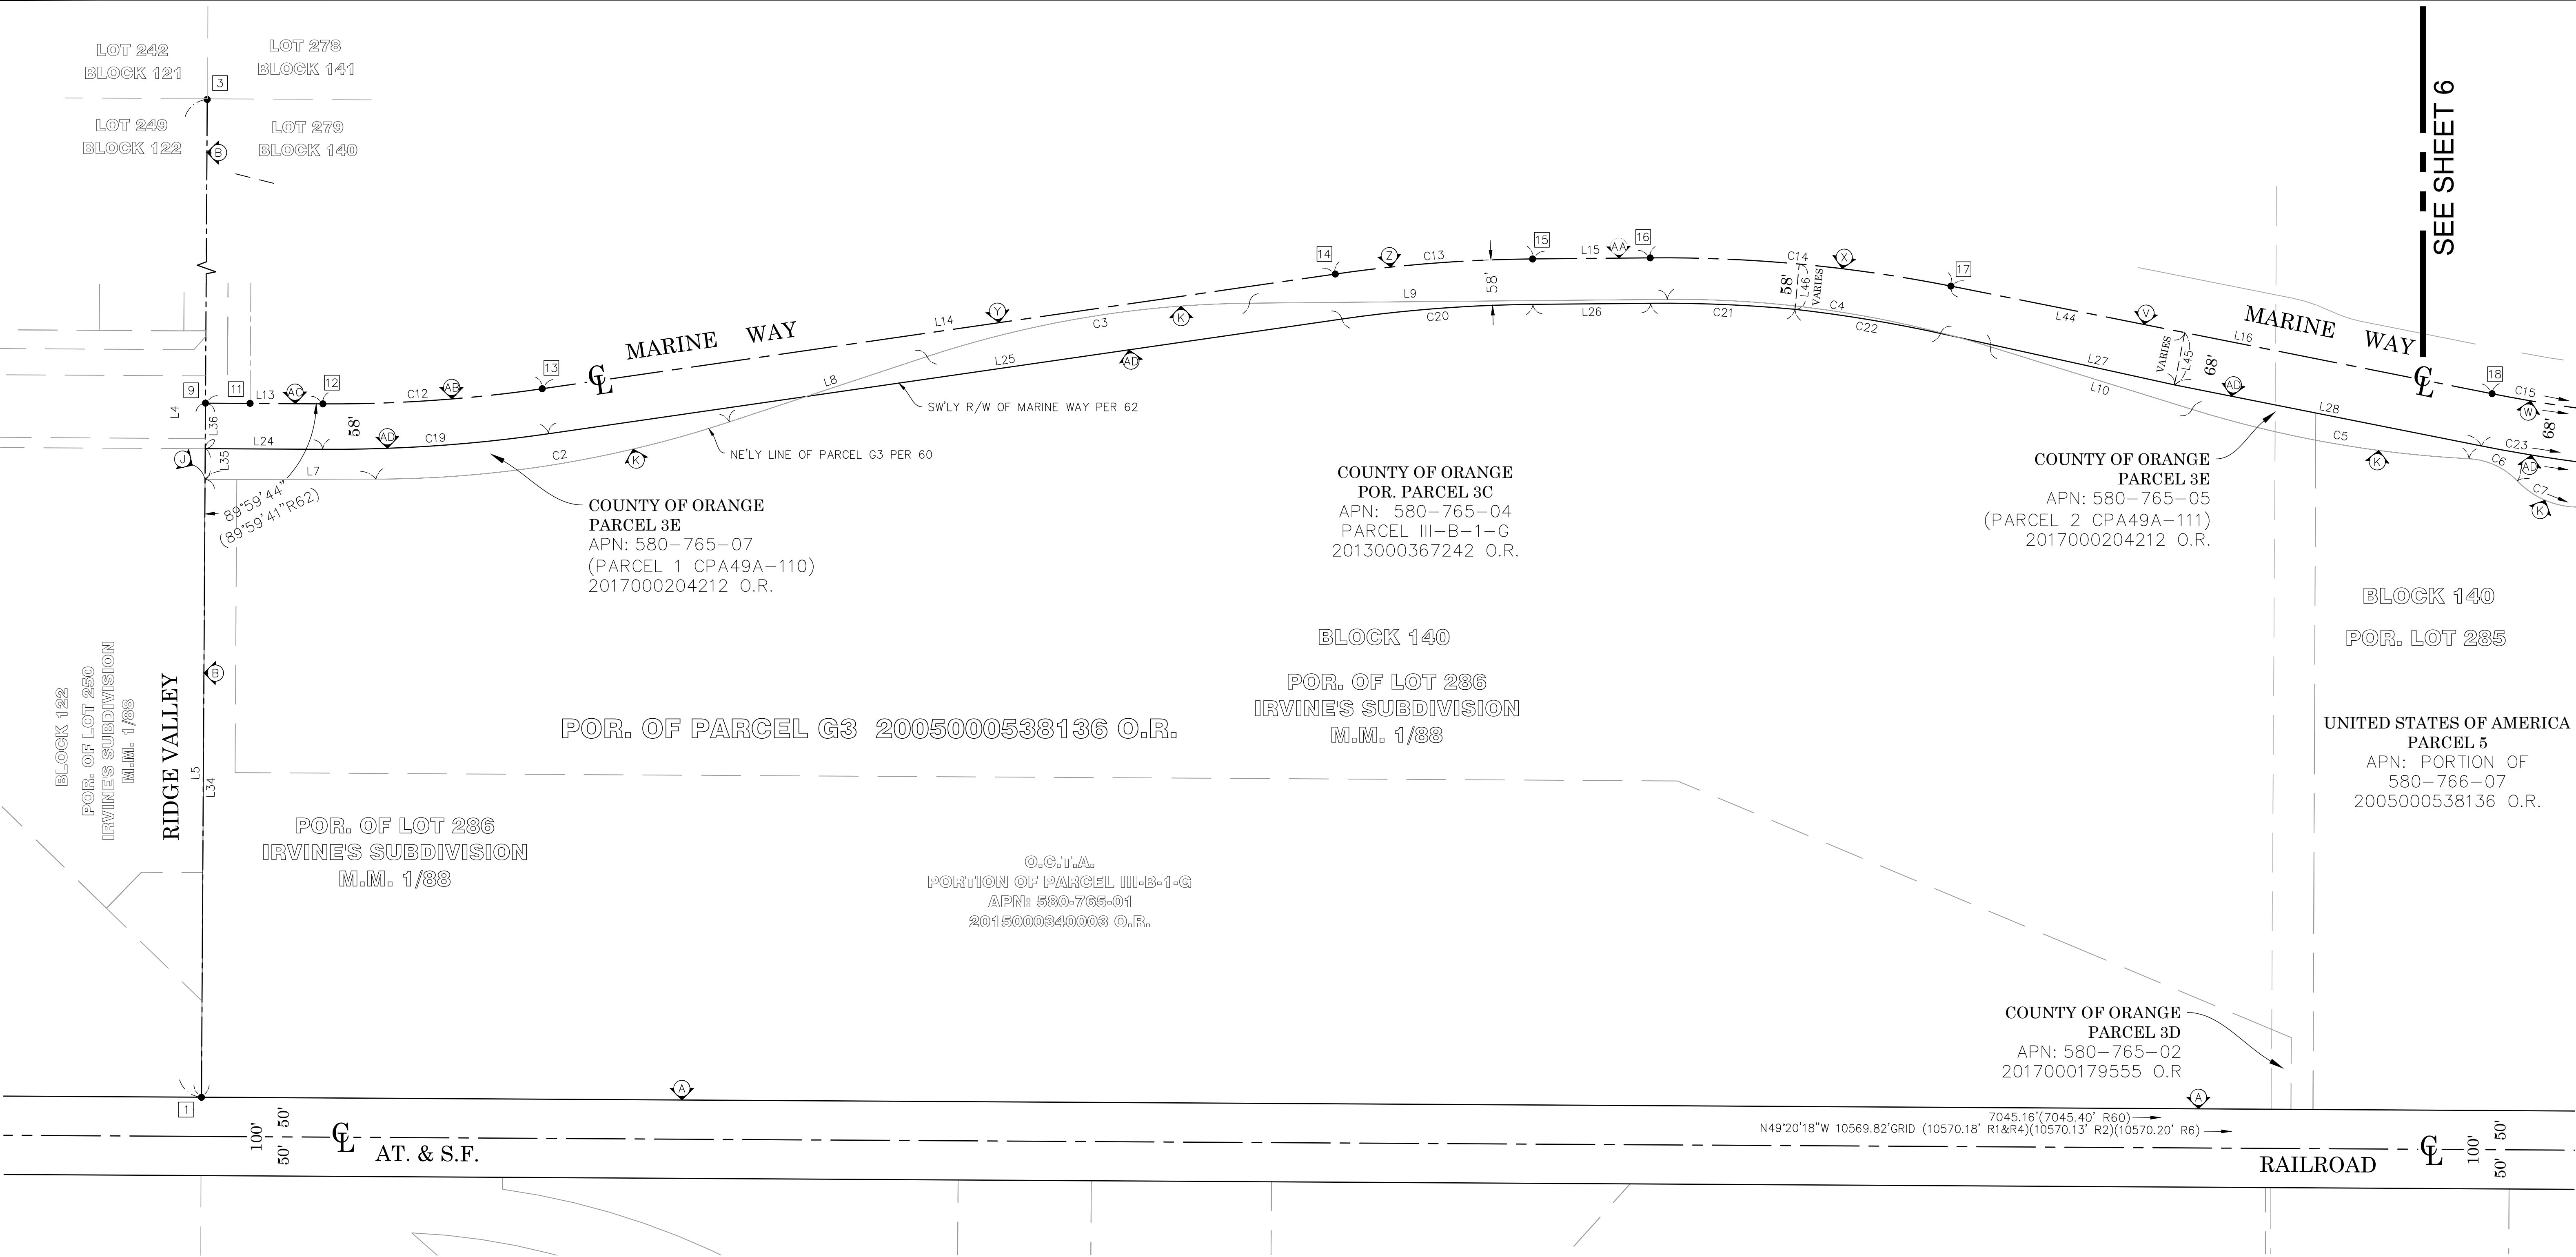 LOT 242
BLOCK 121
LOT 278
BLOCK 141
3
LOT 249
BLOCK 122
LOT 279
BLOCK 140
B
SEE SHEET 6
14
Z
C13
15
L15
AA
16
C14
X
17
58'
58'
L46
VARIES
L9
C4
C3
K
C20
L26
C21
C22
L14
Y
MARINE WAY
L44
V
MARINE WAY
L16
VARIES
L45
68'
L27
AD
L10
L28
18
C15
W
68'
9
11
L13
AC
12
C12
AB
13
L4
L36
58'
L24
AD
C19
L8
L25
AD
SW'LY R/W OF MARINE WAY PER 62
J
L35
L7
C2
K
NE'LY LINE OF PARCEL G3 PER 60
C5
K
C23
C6
AD
C7
K
89°59'44"
(89°59'41"R62)
COUNTY OF ORANGE
PARCEL 3E
APN: 580-765-07
(PARCEL 1 CPA49A-110)
2017000204212 O.R.
COUNTY OF ORANGE
POR. PARCEL 3C
APN: 580-765-04
PARCEL III-B-1-G
2013000367242 O.R.
COUNTY OF ORANGE
PARCEL 3E
APN: 580-765-05
(PARCEL 2 CPA49A-111)
2017000204212 O.R.
BLOCK 140
POR. LOT 285
BLOCK 140
POR. OF LOT 286
IRVINE'S SUBDIVISION
M.M. 1/88
BLOCK 122
POR. OF LOT 250
IRVINE'S SUBDIVISION
M.M. 1/88
RIDGE VALLEY
B
L5
L34
POR. OF PARCEL G3 2005000538136 O.R.
UNITED STATES OF AMERICA
PARCEL 5
APN: PORTION OF
580-766-07
2005000538136 O.R.
POR. OF LOT 286
IRVINE'S SUBDIVISION
M.M. 1/88
O.C.T.A.
PORTION OF PARCEL III-B-1-G
APN: 580-765-01
2015000340003 O.R.
COUNTY OF ORANGE
PARCEL 3D
APN: 580-765-02
2017000179555 O.R
1
A
A
7045.16'(7045.40' R60)
N49°20'18"W 10569.82'GRID (10570.18' R1&R4)(10570.13' R2)(10570.20' R6)
100'
50'
50'
CL
AT. & S.F.
RAILROAD
CL
100'
50'
50'
CL
CL